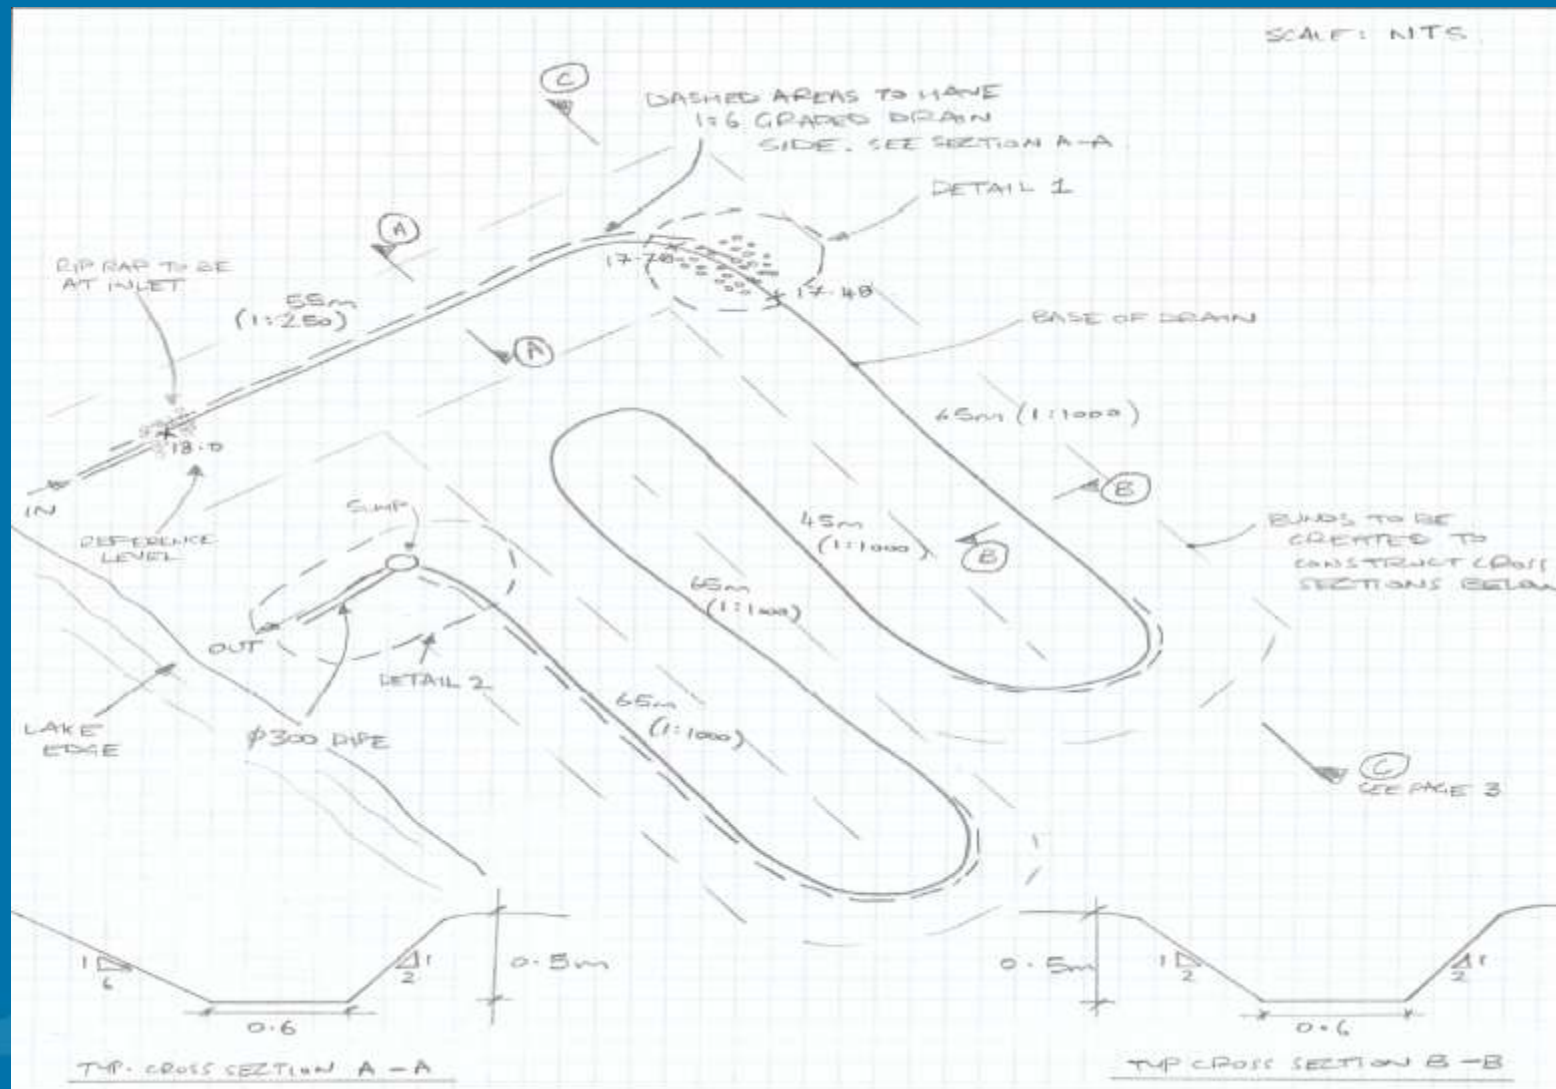 SCALE: NTS
C
DASHED AREAS TO HAVE
1:6 GRADED DRAIN
SIDE. SEE SECTION A-A
DETAIL 1
A
RIP RAP TO BE
AT INLET
55m
(1:250)
17.48
BASE OF DRAIN
A
65m (1:1000)
18.0
IN
SUMP
B
REFERENCE
LEVEL
45m
(1:1000)
B
BUNDS TO BE
CREATED TO
CONSTRUCT CROSS
SECTIONS BELOW
65m
(1:1000)
OUT
DETAIL 2
65m
(1:1000)
LAKE
EDGE
φ300 PIPE
C
SEE PAGE 3
1
6
1
2
0.5m
0.6
TYP. CROSS SECTION A-A
0.5m
1
2
1
2
0.6
TYP CROSS SECTION B-B